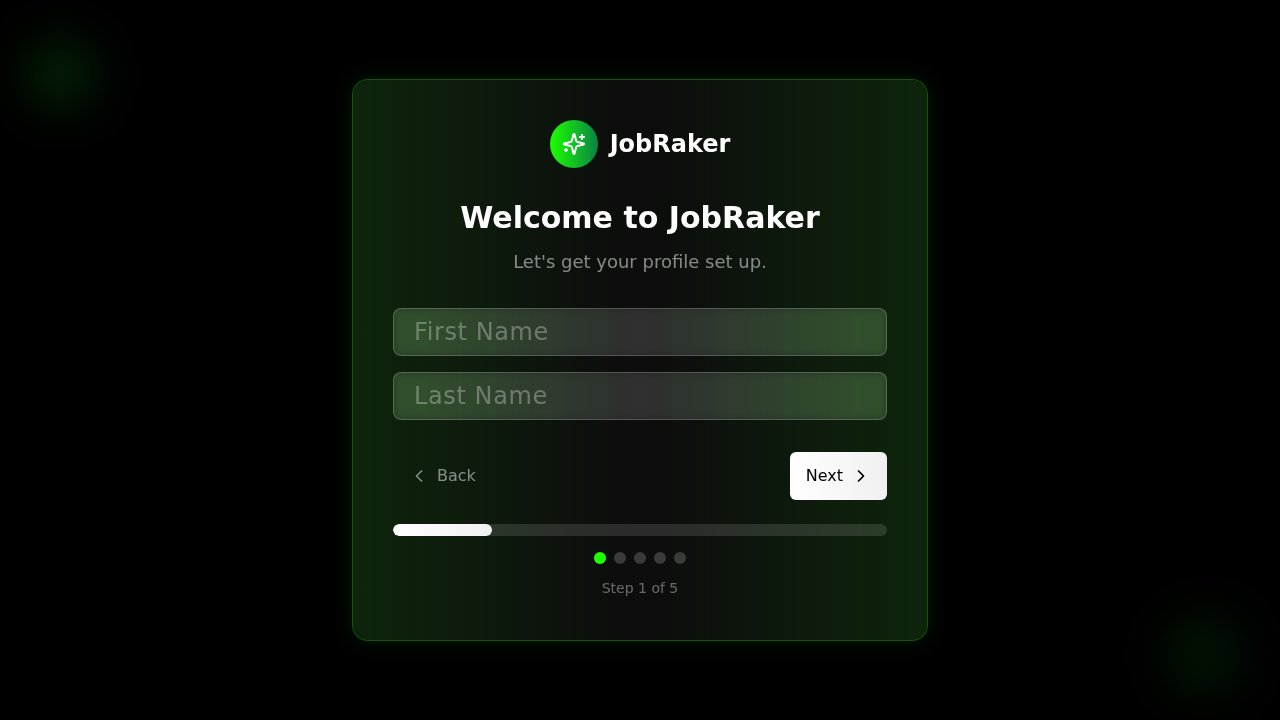 JobRaker
Welcome to JobRaker
Let's get your profile set up.
First Name
Last Name
Back
Next
Step 1 of 5